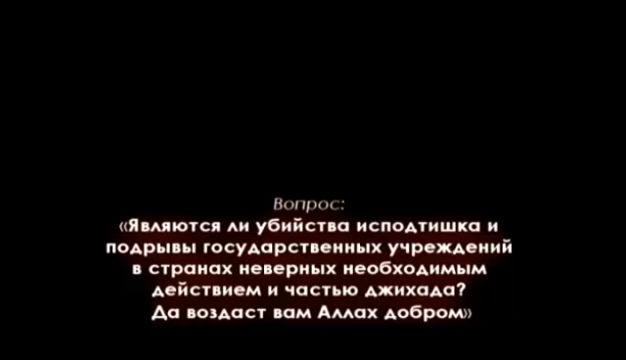 Вопрос:
«Являются ли убийства исподтишка и
подрывы государственных учреждений
в странах неверных необходимым
действием и частью джихада?
Да воздаст вам Аллах добром»